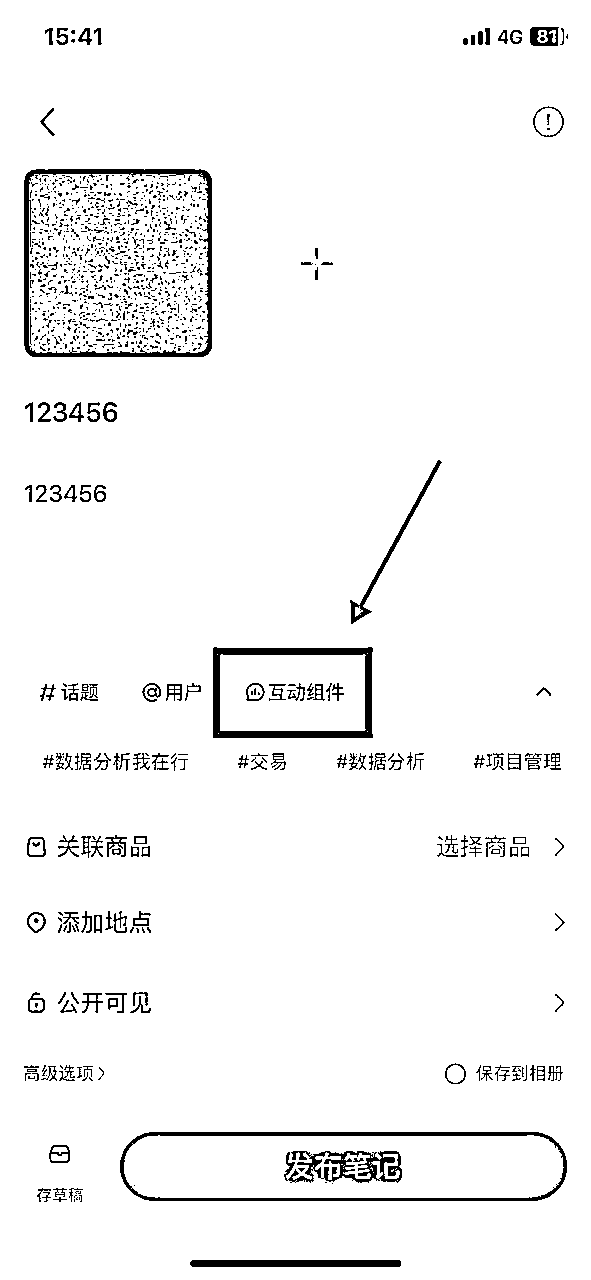 15:41 4G 81
123456
123456
# 话题 @用户 互动组件
#数据分析我在行 #交易 #数据分析 #项目管理
关联商品 选择商品
添加地点
公开可见
高级选项 保存到相册
存草稿 发布笔记